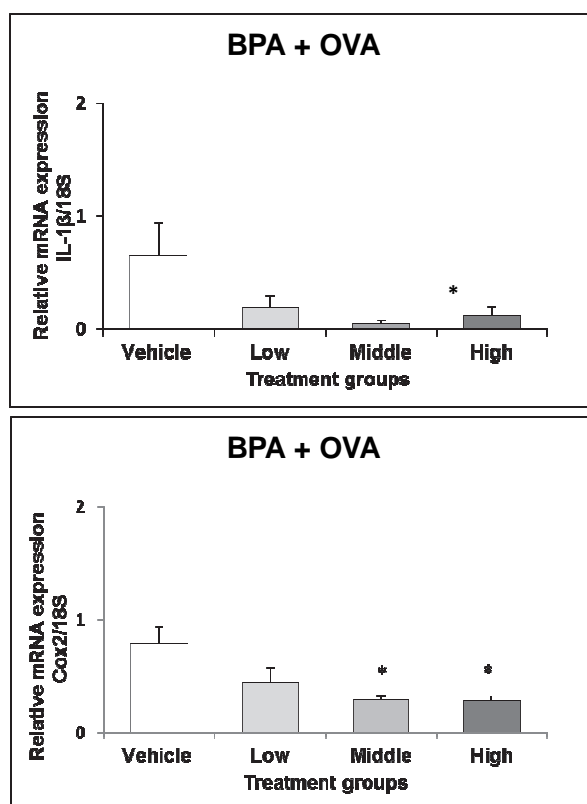 BPA + OVA
2
1
0
Relative mRNA expression
IL-1β/18S
*
Vehicle Low Middle High
Treatment groups
BPA + OVA
2
1
0
Relative mRNA expression
Cox2/18S
* *
Vehicle Low Middle High
Treatment groups